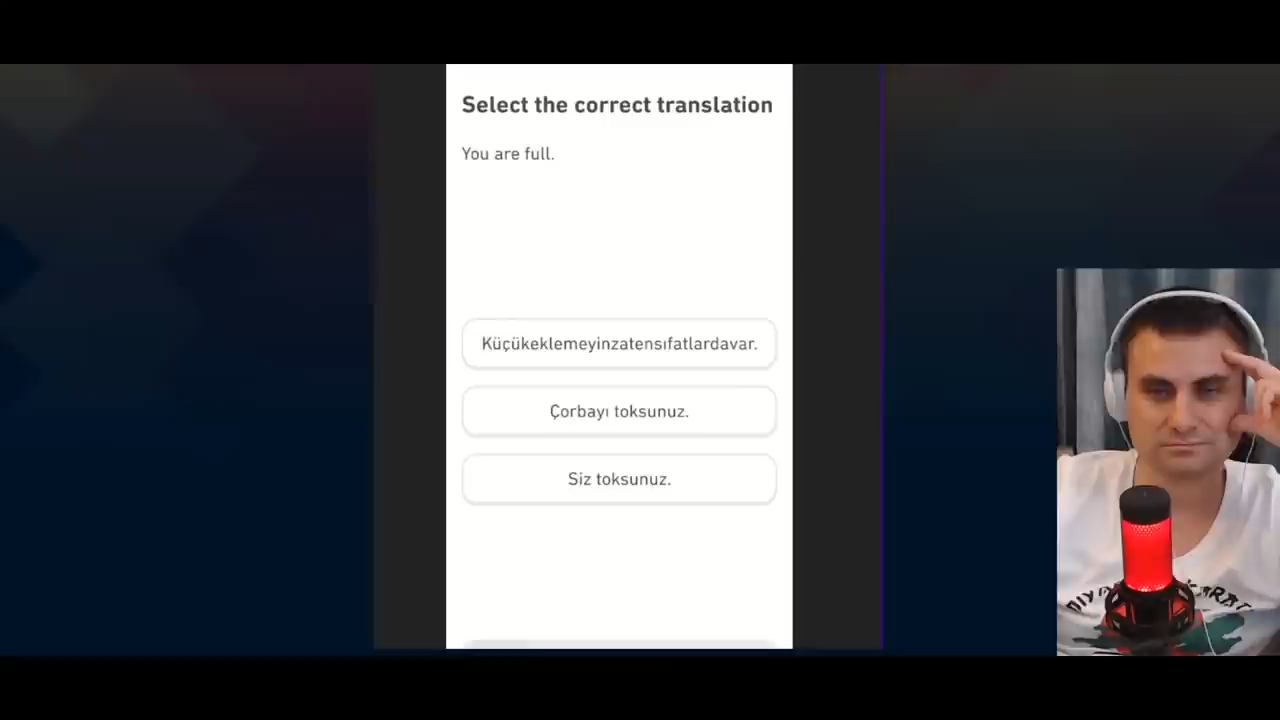 Select the correct translation
You are full.
Küçükeklemeyinzatensıfatlardavar.
Çorbayı toksunuz.
Siz toksunuz.